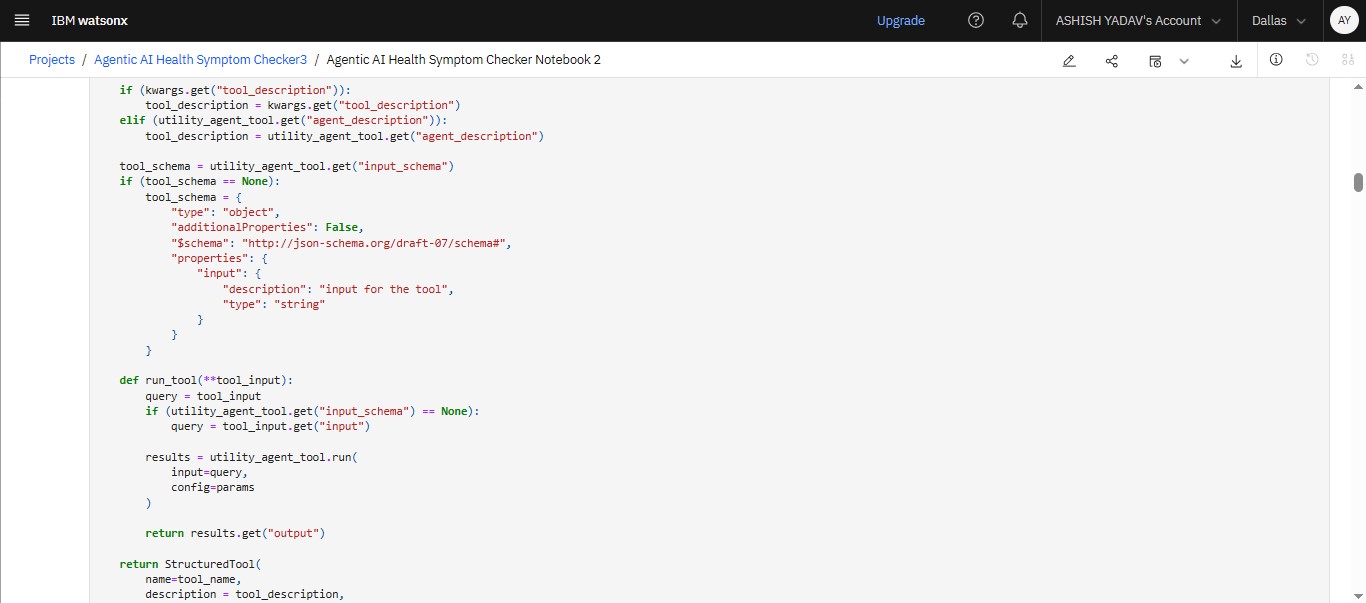 IBM watsonx
Upgrade
ASHISH YADAV's Account
Dallas
AY
Projects / Agentic AI Health Symptom Checker3 / Agentic AI Health Symptom Checker Notebook 2
if (kwargs.get("tool_description")):
    tool_description = kwargs.get("tool_description")
elif (utility_agent_tool.get("agent_description")):
    tool_description = utility_agent_tool.get("agent_description")
tool_schema = utility_agent_tool.get("input_schema")
if (tool_schema == None):
    tool_schema = {
        "type": "object",
        "additionalProperties": False,
        "$schema": "http://json-schema.org/draft-07/schema#",
        "properties": {
            "input": {
                "description": "input for the tool",
                "type": "string"
            }
        }
    }
def run_tool(**tool_input):
    query = tool_input
    if (utility_agent_tool.get("input_schema") == None):
        query = tool_input.get("input")
    results = utility_agent_tool.run(
        input=query,
        config=params
    )
    return results.get("output")
return StructuredTool(
    name=tool_name,
    description = tool_description,